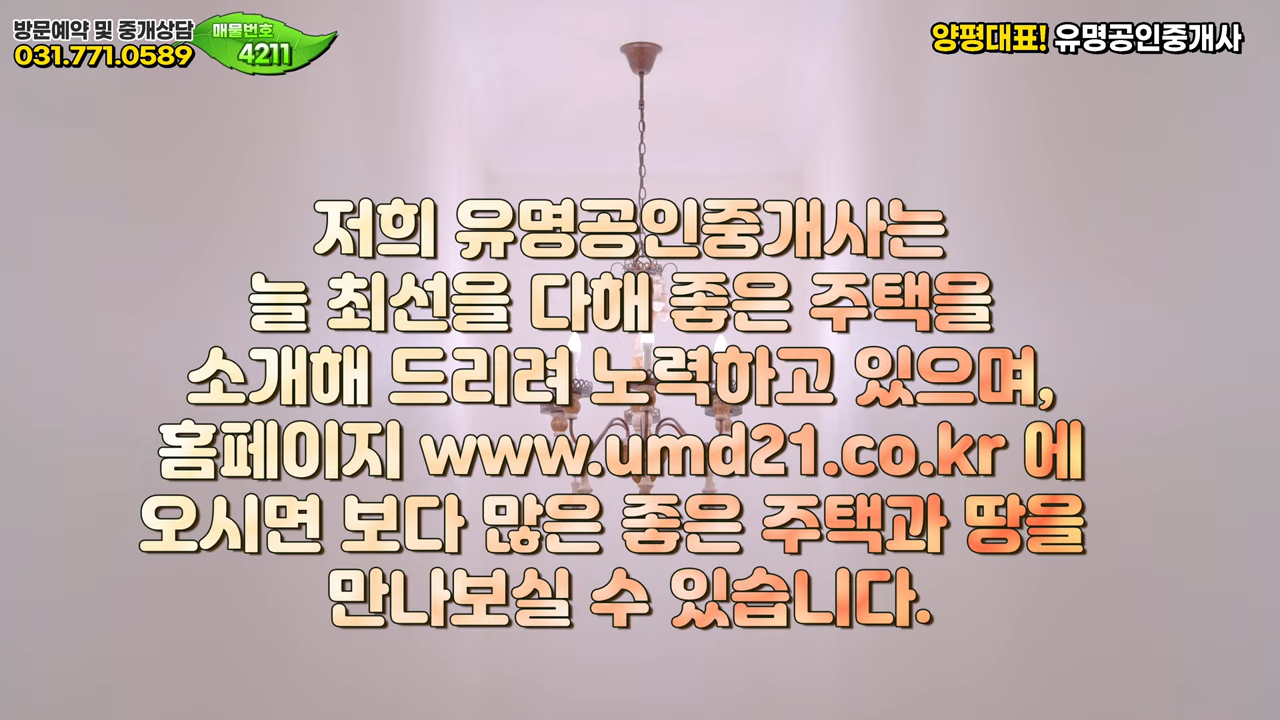 방문예약 및 중개상담
031.771.0589
매물번호
4211
양평대표! 유명공인중개사
저희 유명공인중개사는
늘 최선을 다해 좋은 주택을
소개해 드리려 노력하고 있으며,
홈페이지 www.umd21.co.kr 에
오시면 보다 많은 좋은 주택과 땅을
만나보실 수 있습니다.